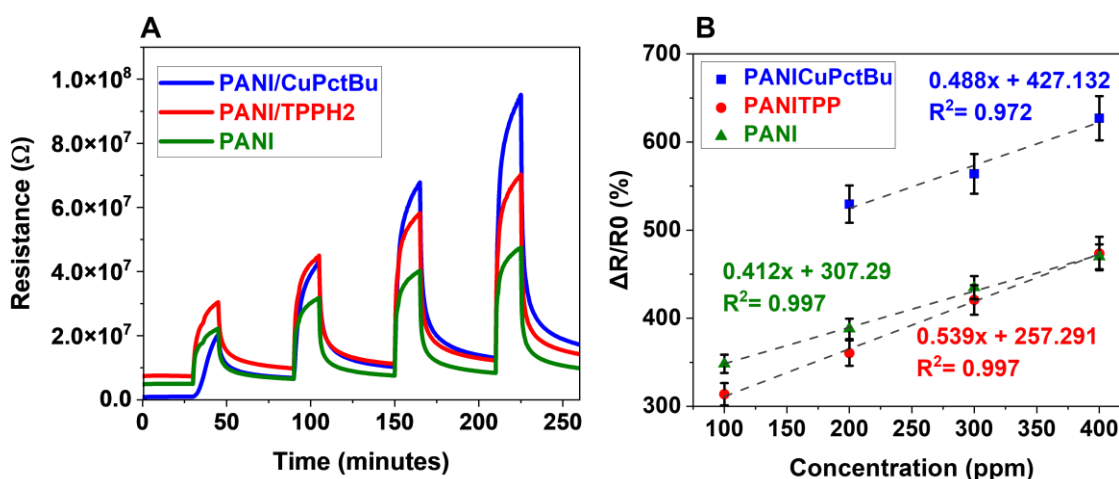 A
PANI/CuPctBu
PANI/TPPH2
PANI
1.0×10⁸
8.0×10⁷
6.0×10⁷
4.0×10⁷
2.0×10⁷
0.0
Resistance (Ω)
0 50 100 150 200 250
Time (minutes)
B
PANICuPctBu
PANITPP
PANI
0.488x + 427.132
R²= 0.972
0.412x + 307.29
R²= 0.997
0.539x + 257.291
R²= 0.997
700
600
500
400
300
ΔR/R0 (%)
100 150 200 250 300 350 400
Concentration (ppm)